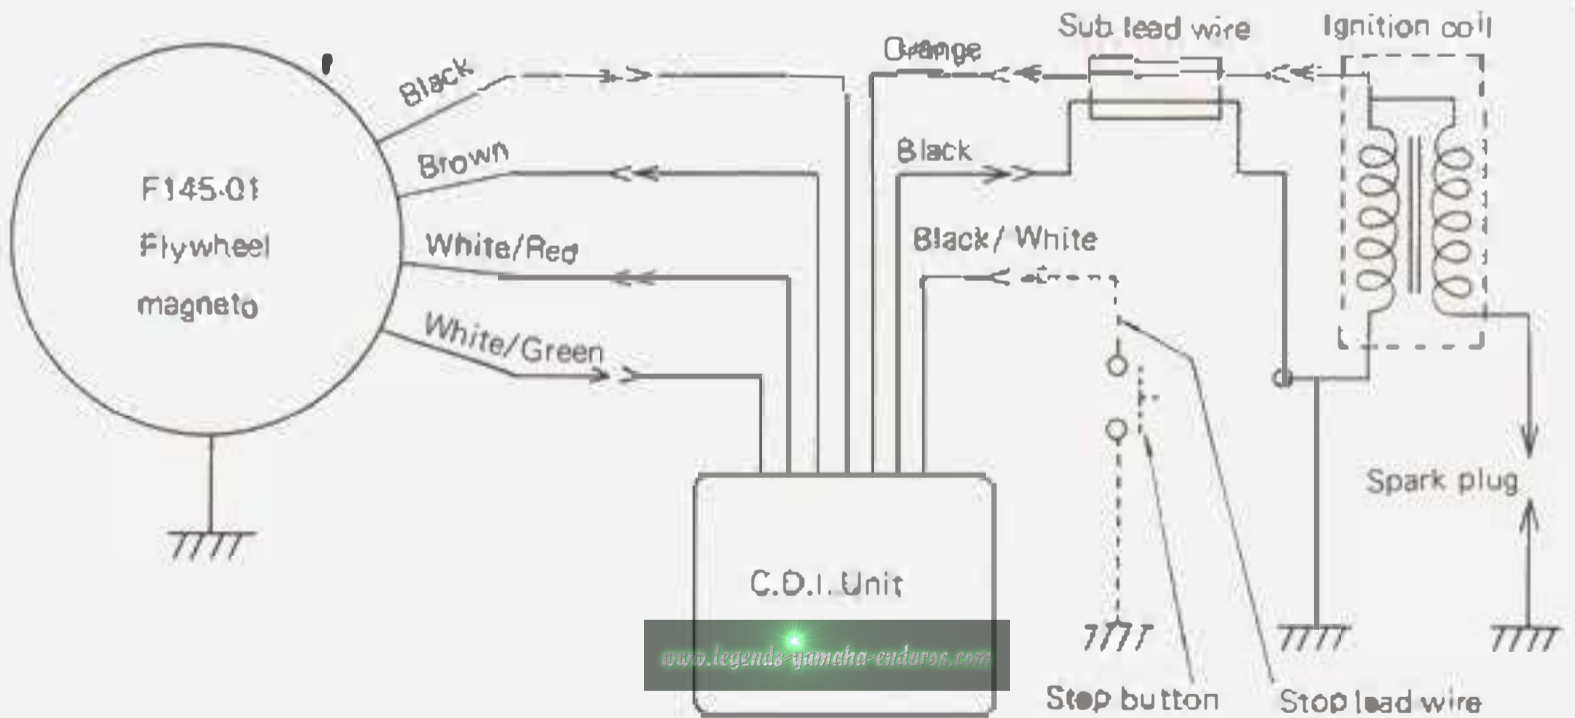 Sub lead wire
Ignition coil
Orange
Black
Black
Brown
White/Red
White/Green
F145-01
Flywheel
magneto
Black/White
Spark plug
C.D.I. Unit
www.legends-yamaha-enduros.com
Stop button
Stop lead wire